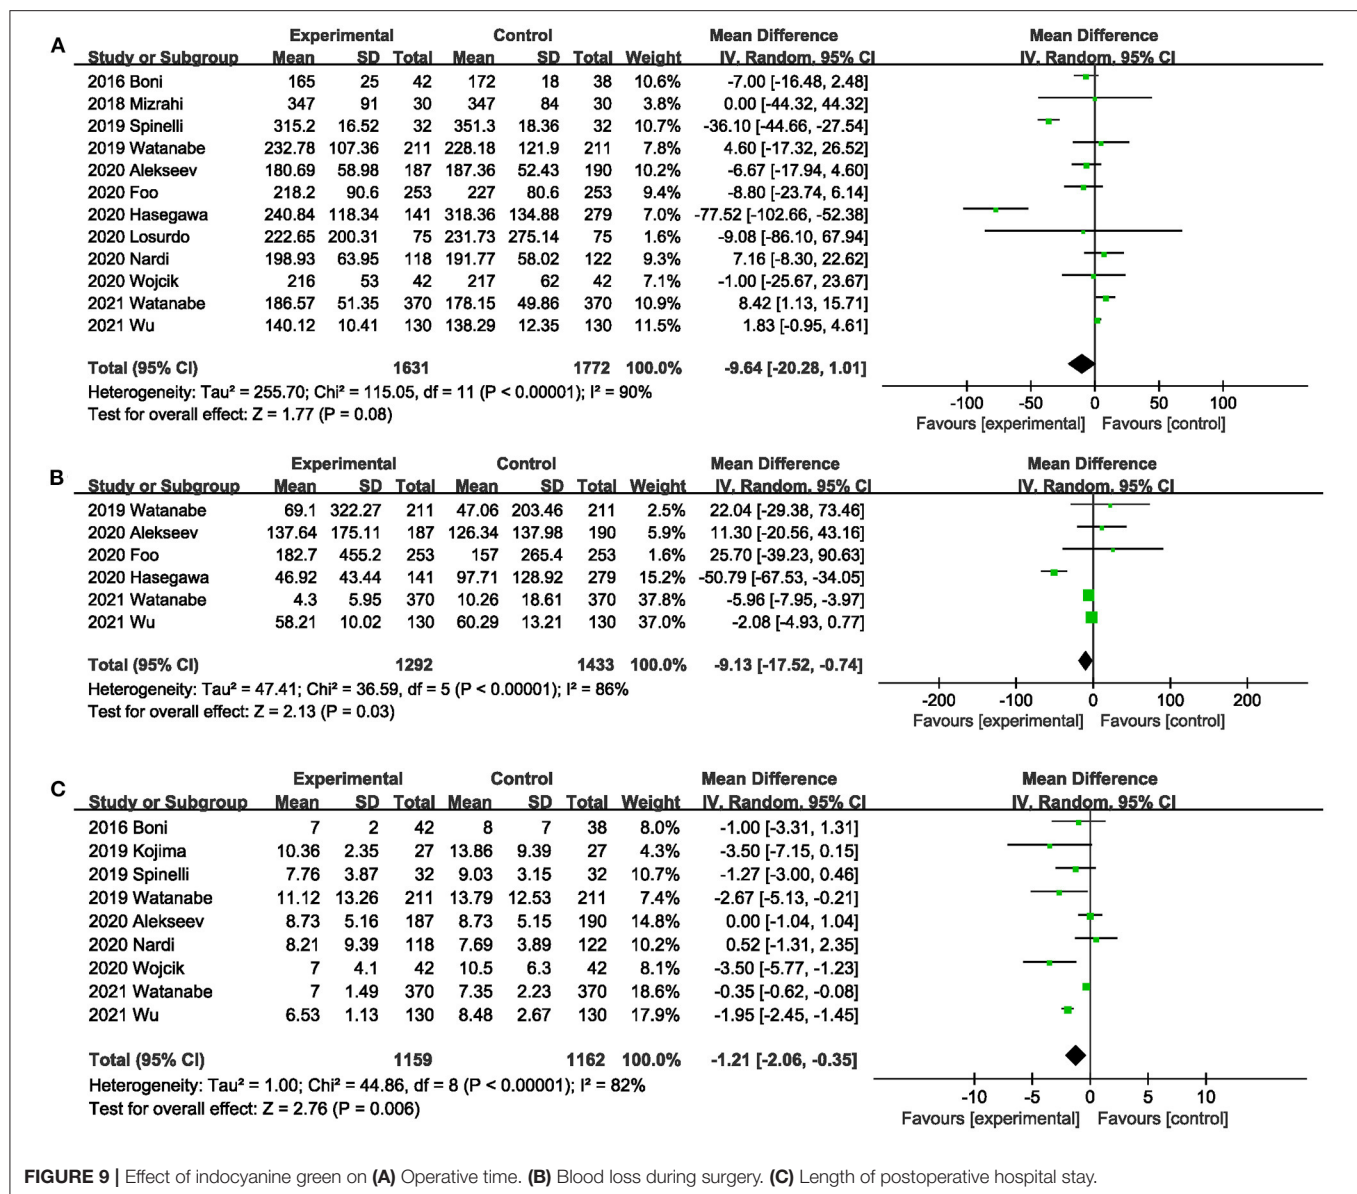 A
Experimental Control Mean Difference Mean Difference
Study or Subgroup Mean SD Total Mean SD Total Weight IV. Random. 95% CI IV. Random. 95% CI
2016 Boni 165 25 42 172 18 38 10.6% -7.00 [-16.48, 2.48]
2018 Mizrahi 347 91 30 347 84 30 3.8% 0.00 [-44.32, 44.32]
2019 Spinelli 315.2 16.52 32 351.3 18.36 32 10.7% -36.10 [-44.66, -27.54]
2019 Watanabe 232.78 107.36 211 228.18 121.9 211 7.8% 4.60 [-17.32, 26.52]
2020 Alekseev 180.69 58.98 187 187.36 52.43 190 10.2% -6.67 [-17.94, 4.60]
2020 Foo 218.2 90.6 253 227 80.6 253 9.4% -8.80 [-23.74, 6.14]
2020 Hasegawa 240.84 118.34 141 318.36 134.88 279 7.0% -77.52 [-102.66, -52.38]
2020 Losurdo 222.65 200.31 75 231.73 275.14 75 1.6% -9.08 [-86.10, 67.94]
2020 Nardi 198.93 63.95 118 191.77 58.02 122 9.3% 7.16 [-8.30, 22.62]
2020 Wojcik 216 53 42 217 62 42 7.1% -1.00 [-25.67, 23.67]
2021 Watanabe 186.57 51.35 370 178.15 49.86 370 10.9% 8.42 [1.13, 15.71]
2021 Wu 140.12 10.41 130 138.29 12.35 130 11.5% 1.83 [-0.95, 4.61]
Total (95% CI) 1631 1772 100.0% -9.64 [-20.28, 1.01]
Heterogeneity: Tau² = 255.70; Chi² = 115.05, df = 11 (P < 0.00001); I² = 90%
Test for overall effect: Z = 1.77 (P = 0.08)
-100 -50 0 50 100
Favours [experimental] Favours [control]
B
Experimental Control Mean Difference Mean Difference
Study or Subgroup Mean SD Total Mean SD Total Weight IV. Random. 95% CI IV. Random. 95% CI
2019 Watanabe 69.1 322.27 211 47.06 203.46 211 2.5% 22.04 [-29.38, 73.46]
2020 Alekseev 137.64 175.11 187 126.34 137.98 190 5.9% 11.30 [-20.56, 43.16]
2020 Foo 182.7 455.2 253 157 265.4 253 1.6% 25.70 [-39.23, 90.63]
2020 Hasegawa 46.92 43.44 141 97.71 128.92 279 15.2% -50.79 [-67.53, -34.05]
2021 Watanabe 4.3 5.95 370 10.26 18.61 370 37.8% -5.96 [-7.95, -3.97]
2021 Wu 58.21 10.02 130 60.29 13.21 130 37.0% -2.08 [-4.93, 0.77]
Total (95% CI) 1292 1433 100.0% -9.13 [-17.52, -0.74]
Heterogeneity: Tau² = 47.41; Chi² = 36.59, df = 5 (P < 0.00001); I² = 86%
Test for overall effect: Z = 2.13 (P = 0.03)
-200 -100 0 100 200
Favours [experimental] Favours [control]
C
Experimental Control Mean Difference Mean Difference
Study or Subgroup Mean SD Total Mean SD Total Weight IV. Random. 95% CI IV. Random. 95% CI
2016 Boni 7 2 42 8 7 38 8.0% -1.00 [-3.31, 1.31]
2019 Kojima 10.36 2.35 27 13.86 9.39 27 4.3% -3.50 [-7.15, 0.15]
2019 Spinelli 7.76 3.87 32 9.03 3.15 32 10.7% -1.27 [-3.00, 0.46]
2019 Watanabe 11.12 13.26 211 13.79 12.53 211 7.4% -2.67 [-5.13, -0.21]
2020 Alekseev 8.73 5.16 187 8.73 5.15 190 14.8% 0.00 [-1.04, 1.04]
2020 Nardi 8.21 9.39 118 7.69 3.89 122 10.2% 0.52 [-1.31, 2.35]
2020 Wojcik 7 4.1 42 10.5 6.3 42 8.1% -3.50 [-5.77, -1.23]
2021 Watanabe 7 1.49 370 7.35 2.23 370 18.6% -0.35 [-0.62, -0.08]
2021 Wu 6.53 1.13 130 8.48 2.67 130 17.9% -1.95 [-2.45, -1.45]
Total (95% CI) 1159 1162 100.0% -1.21 [-2.06, -0.35]
Heterogeneity: Tau² = 1.00; Chi² = 44.86, df = 8 (P < 0.00001); I² = 82%
Test for overall effect: Z = 2.76 (P = 0.006)
-10 -5 0 5 10
Favours [experimental] Favours [control]
FIGURE 9 | Effect of indocyanine green on (A) Operative time. (B) Blood loss during surgery. (C) Length of postoperative hospital stay.